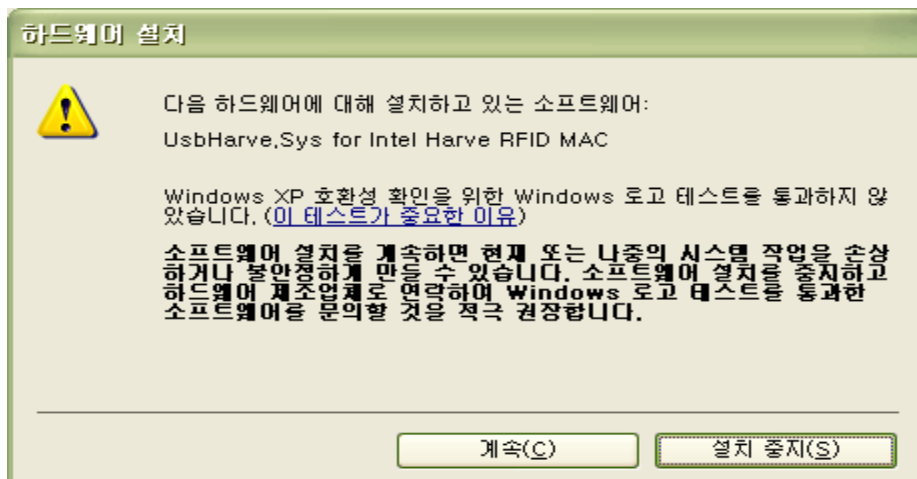 하드웨어 설치
다음 하드웨어에 대해 설치하고 있는 소프트웨어:
UsbHarve,Sys for Intel Harve RFID MAC
Windows XP 호환성 확인을 위한 Windows 로고 테스트를 통과하지 않
았습니다. (이 테스트가 중요한 이유)
소프트웨어 설치를 계속하면 현재 또는 나중의 시스템 작업을 손상
하거나 불안정하게 만들 수 있습니다. 소프트웨어 설치를 중지하고
하드웨어 제조업체로 연락하여 Windows 로고 테스트를 통과한
소프트웨어를 문의할 것을 적극 권장합니다.
계속(C)
설치 중지(S)